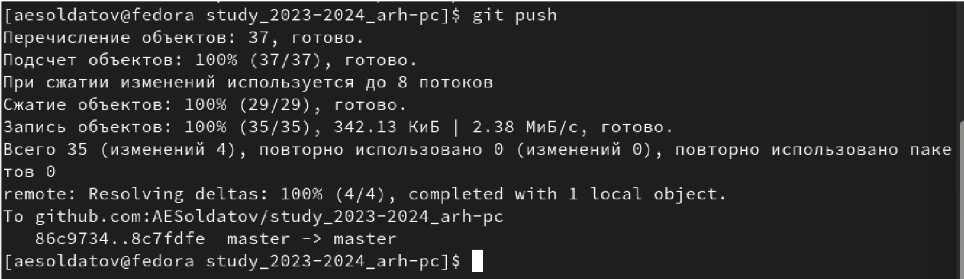 [aesoldatov@fedora study_2023-2024_arh-pc]$ git push
Перечисление объектов: 37, готово.
Подсчет объектов: 100% (37/37), готово.
При сжатии изменений используется до 8 потоков
Сжатие объектов: 100% (29/29), готово.
Запись объектов: 100% (35/35), 342.13 КиБ | 2.38 МиБ/с, готово.
Всего 35 (изменений 4), повторно использовано 0 (изменений 0), повторно использовано паке
тов 0
remote: Resolving deltas: 100% (4/4), completed with 1 local object.
To github.com:AESoldatov/study_2023-2024_arh-pc
   86c9734..8c7fdfe  master -> master
[aesoldatov@fedora study_2023-2024_arh-pc]$